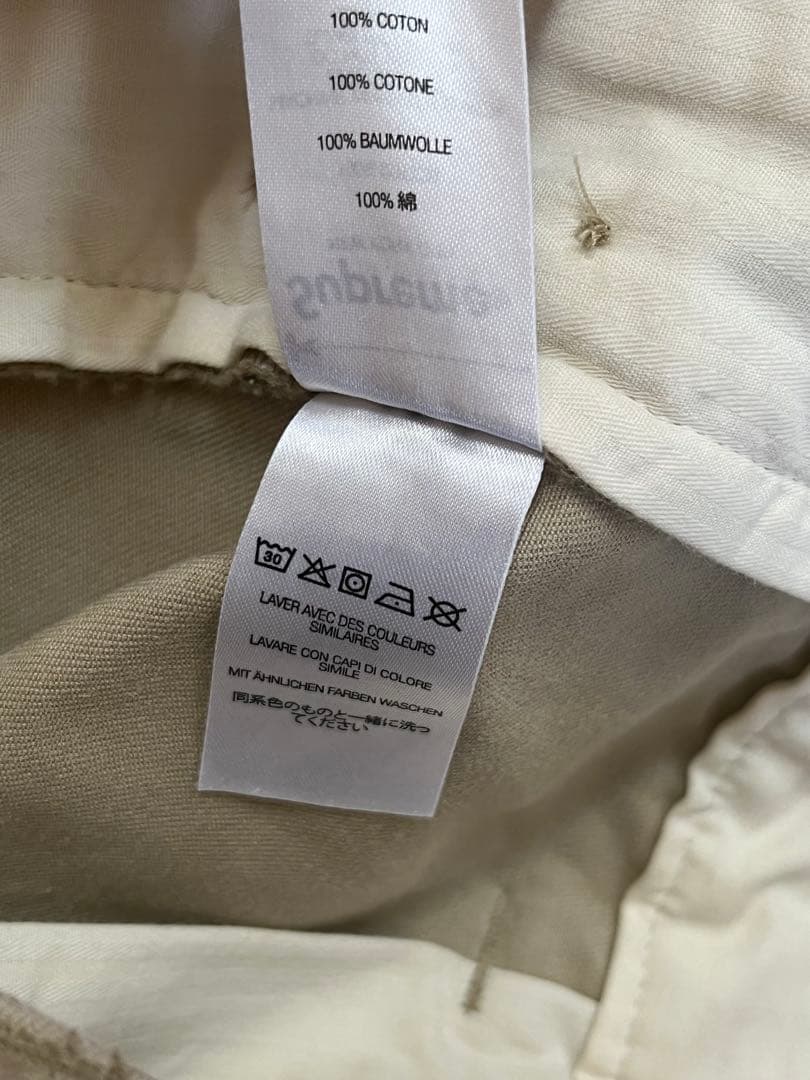 100% COTON
100% COTONE
100% BAUMWOLLE
100% 綿
Supreme
30
LAVER AVEC DES COULEURS
SIMILAIRES
LAVARE CON CAPI DI COLORE
SIMILE
MIT ÄHNLICHEN FARBEN WASCHEN
同系色のものと一緒に洗っ
てください